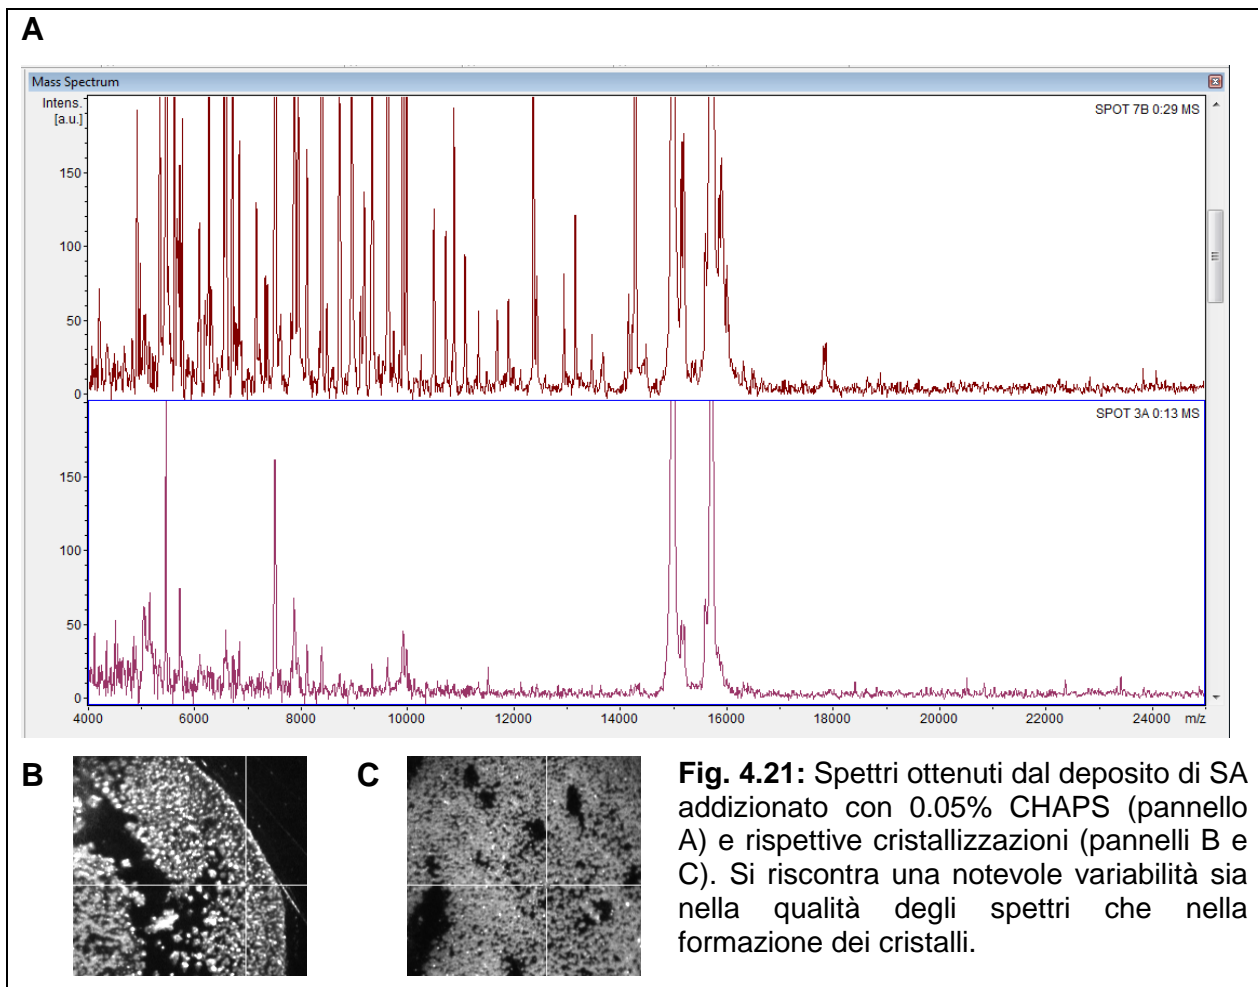 A
Mass Spectrum
Intens.
[a.u.]
SPOT 7B 0:29 MS
150
100
50
0
SPOT 3A 0:13 MS
150
100
50
0
4000 6000 8000 10000 12000 14000 16000 18000 20000 22000 24000 m/z
B
C
Fig. 4.21: Spettri ottenuti dal deposito di SA
addizionato con 0.05% CHAPS (pannello
A) e rispettive cristallizzazioni (pannelli B e
C). Si riscontra una notevole variabilità sia
nella qualità degli spettri che nella
formazione dei cristalli.